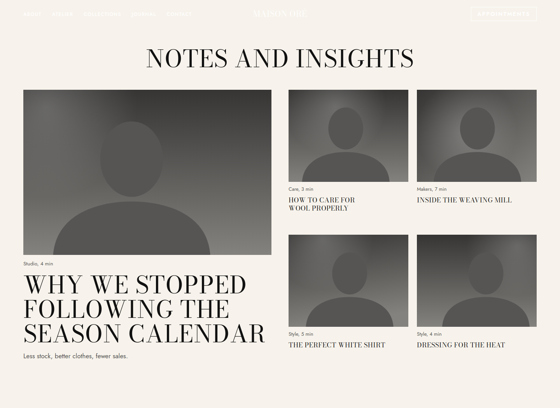 NOTES AND INSIGHTS
Studio, 4 min
WHY WE STOPPED
FOLLOWING THE
SEASON CALENDAR
Less stock, better clothes, fewer sales.
Care, 3 min
HOW TO CARE FOR
WOOL PROPERLY
Makers, 7 min
INSIDE THE WEAVING MILL
Style, 5 min
THE PERFECT WHITE SHIRT
Style, 4 min
DRESSING FOR THE HEAT